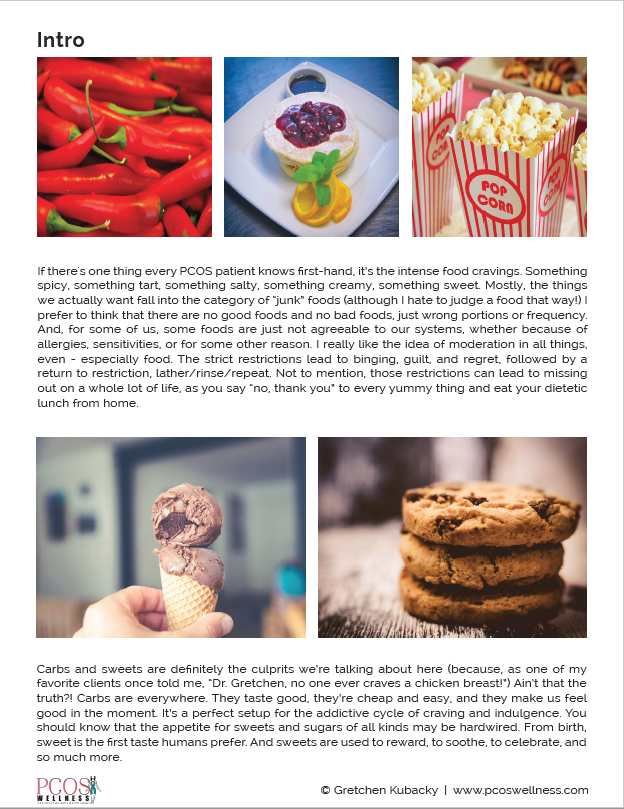 Intro
POP
CORN
POP
CORN
If there's one thing every PCOS patient knows first-hand, it's the intense food cravings. Something
spicy, something tart, something salty, something creamy, something sweet. Mostly, the things
we actually want fall into the category of "junk" foods (although I hate to judge a food that way!) I
prefer to think that there are no good foods and no bad foods, just wrong portions or frequency.
And, for some of us, some foods are just not agreeable to our systems, whether because of
allergies, sensitivities, or for some other reason. I really like the idea of moderation in all things,
even - especially food. The strict restrictions lead to binging, guilt, and regret, followed by a
return to restriction, lather/rinse/repeat. Not to mention, those restrictions can lead to missing
out on a whole lot of life, as you say "no, thank you" to every yummy thing and eat your dietetic
lunch from home.
Carbs and sweets are definitely the culprits we're talking about here (because, as one of my
favorite clients once told me, "Dr. Gretchen, no one ever craves a chicken breast!") Ain't that the
truth?! Carbs are everywhere. They taste good, they're cheap and easy, and they make us feel
good in the moment. It's a perfect setup for the addictive cycle of craving and indulgence. You
should know that the appetite for sweets and sugars of all kinds may be hardwired. From birth,
sweet is the first taste humans prefer. And sweets are used to reward, to soothe, to celebrate, and
so much more.
PCOS
WELLNESS
© Gretchen Kubacky | www.pcoswellness.com